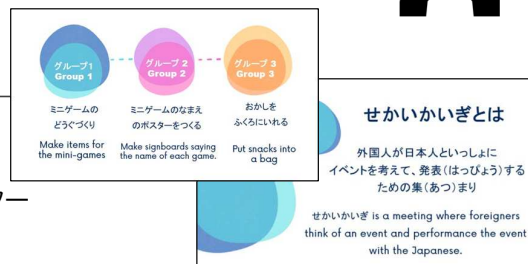 グループ1
Group 1
グループ 2
Group 2
グループ 3
Group 3
ミニゲームの
どうぐづくり
Make items for
the mini-games
ミニゲームのなまえ
のポスターをつくる
Make signboards saying
the name of each game.
おかしを
ふくろにいれる
Put snacks into
a bag
せかいかいぎとは
外国人が日本人といっしょに
イベントを考えて、発表(はっぴょう)する
ための集(あつ)まり
せかいかいぎ is a meeting where foreigners
think of an event and performance the event
with the Japanese.
ター